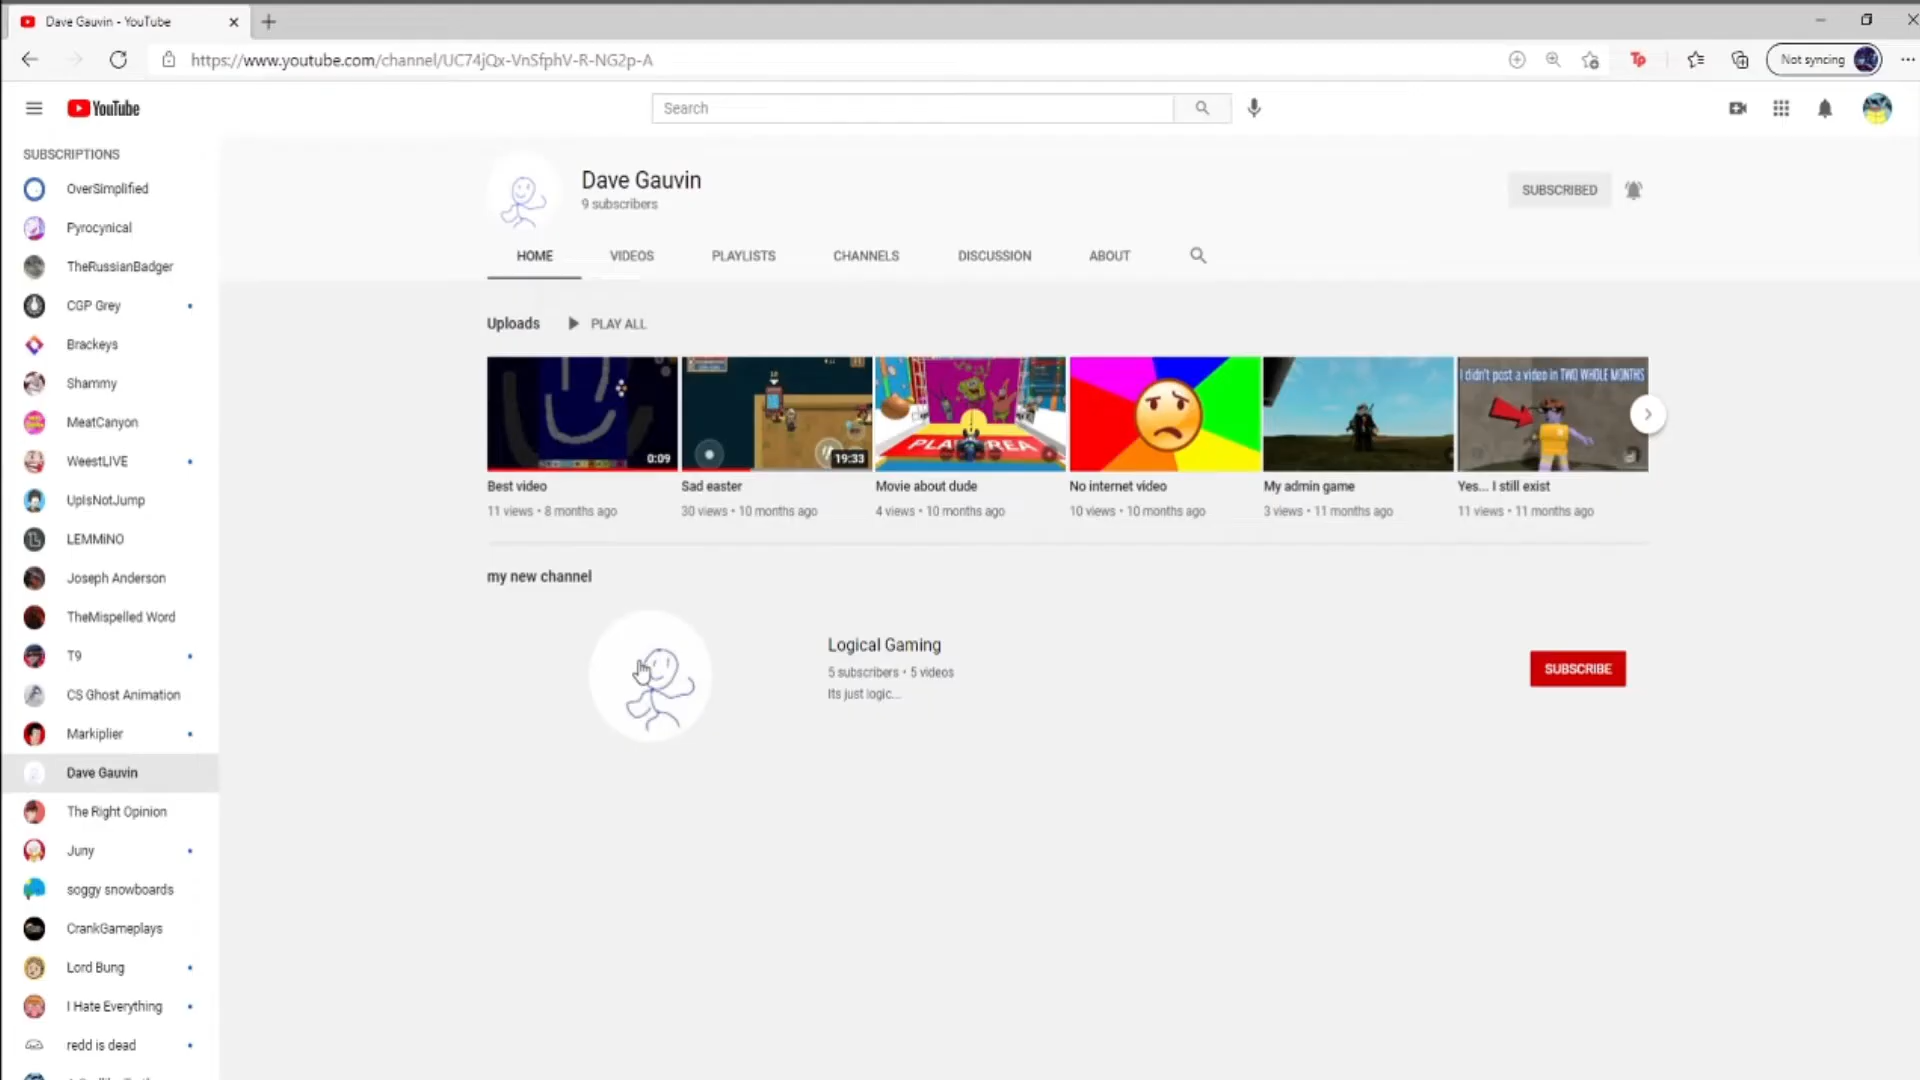 Dave Gauvin - YouTube
https://www.youtube.com/channel/UC74jQx-VnSfphV-R-NG2p-A
Tp
Not syncing
YouTube
Search
SUBSCRIPTIONS
OverSimplified
Pyrocynical
TheRussianBadger
CGP Grey
Brackeys
Shammy
MeatCanyon
WeestLIVE
UpIsNotJump
LEMMiNO
Joseph Anderson
TheMispelled Word
T9
CS Ghost Animation
Markiplier
Dave Gauvin
The Right Opinion
Juny
soggy snowboards
CrankGameplays
Lord Bung
I Hate Everything
redd is dead
Dave Gauvin
9 subscribers
SUBSCRIBED
HOME VIDEOS PLAYLISTS CHANNELS DISCUSSION ABOUT
Uploads PLAY ALL
0:09
Best video
11 views • 8 months ago
19:33
Sad easter
30 views • 10 months ago
Movie about dude
4 views • 10 months ago
No internet video
10 views • 10 months ago
My admin game
3 views • 11 months ago
I didn't post a video in TWO WHOLE MONTHS
Yes... I still exist
11 views • 11 months ago
my new channel
Logical Gaming
5 subscribers • 5 videos
Its just logic...
SUBSCRIBE